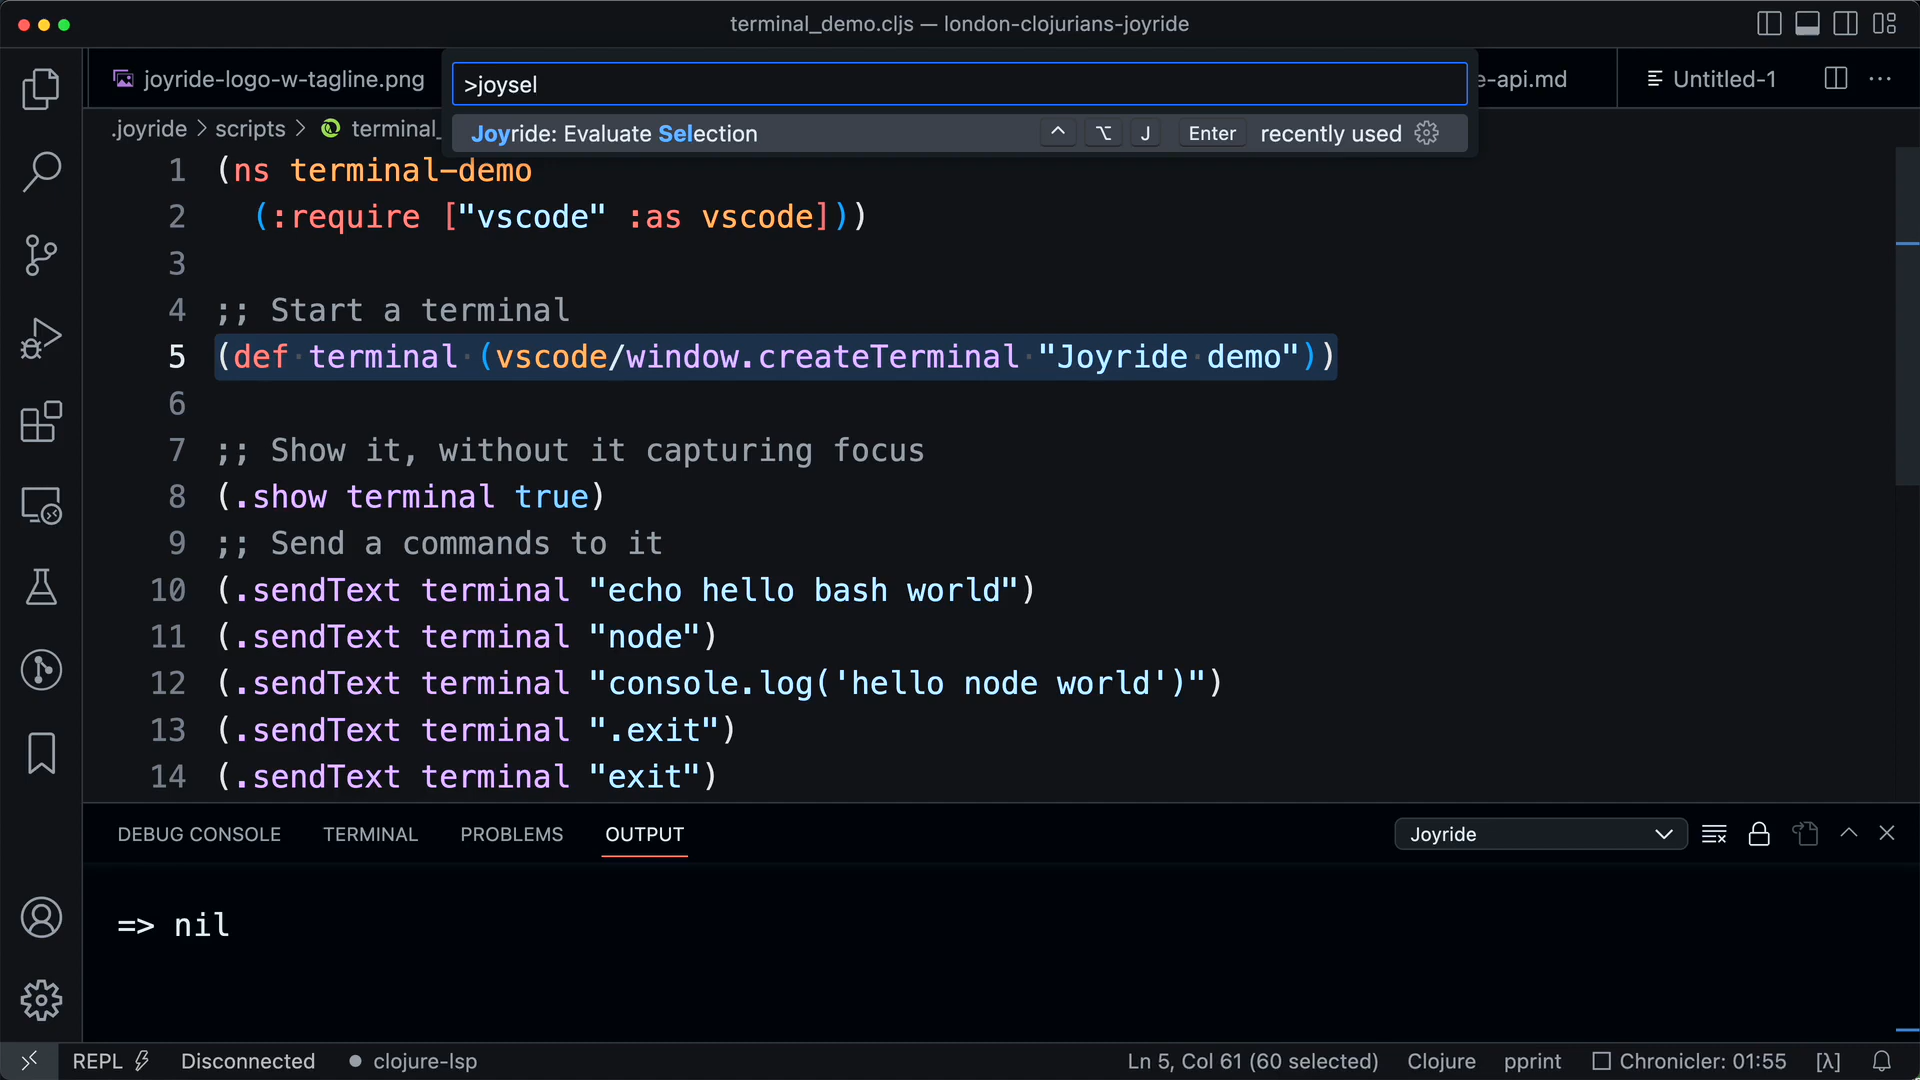 terminal_demo.cljs — london-clojurians-joyride
joyride-logo-w-tagline.png
e-api.md
Untitled-1
>joysel
Joyride: Evaluate Selection ^ ⌥ J Enter recently used
.joyride > scripts > terminal_
1 (ns terminal-demo
2 (:require ["vscode" :as vscode]))
3
4 ;; Start a terminal
5 (def terminal (vscode/window.createTerminal "Joyride demo"))
6
7 ;; Show it, without it capturing focus
8 (.show terminal true)
9 ;; Send a commands to it
10 (.sendText terminal "echo hello bash world")
11 (.sendText terminal "node")
12 (.sendText terminal "console.log('hello node world')")
13 (.sendText terminal ".exit")
14 (.sendText terminal "exit")
DEBUG CONSOLE TERMINAL PROBLEMS OUTPUT Joyride
=> nil
REPL Disconnected clojure-lsp Ln 5, Col 61 (60 selected) Clojure pprint Chronicler: 01:55 [λ]